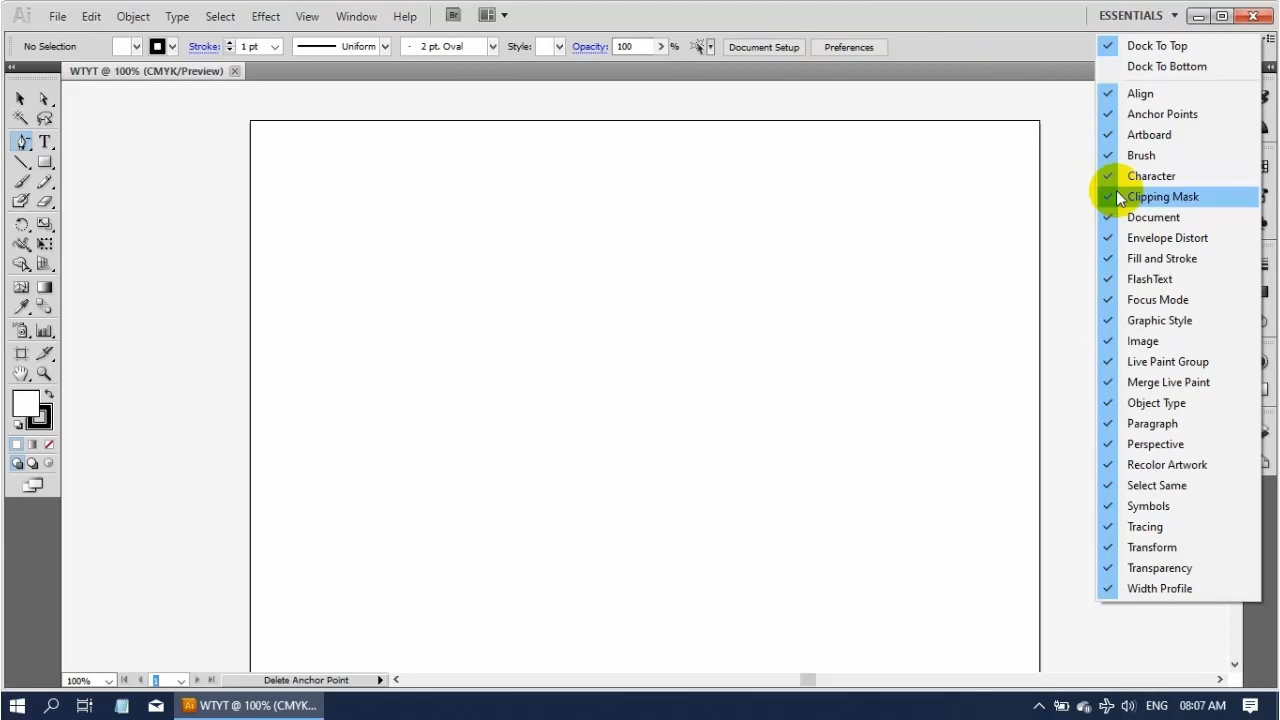 Ai File Edit Object Type Select Effect View Window Help Br ESSENTIALS
No Selection Stroke: 1 pt Uniform 2 pt. Oval Style: Opacity: 100 % Document Setup Preferences
WTYT @ 100% (CMYK/Preview)
Dock To Top
Dock To Bottom
Align
Anchor Points
Artboard
Brush
Character
Clipping Mask
Document
Envelope Distort
Fill and Stroke
FlashText
Focus Mode
Graphic Style
Image
Live Paint Group
Merge Live Paint
Object Type
Paragraph
Perspective
Recolor Artwork
Select Same
Symbols
Tracing
Transform
Transparency
Width Profile
T
100% 1 Delete Anchor Point
Ai WTYT @ 100% (CMYK... ENG 08:07 AM